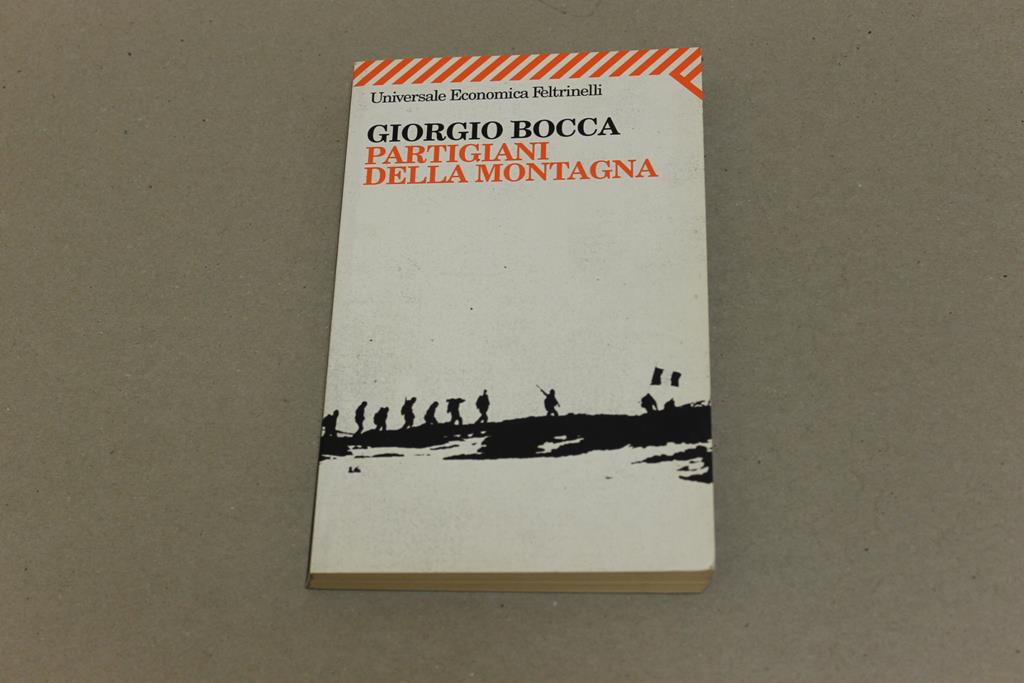 Universale Economica Feltrinelli
GIORGIO BOCCA
PARTIGIANI
DELLA MONTAGNA